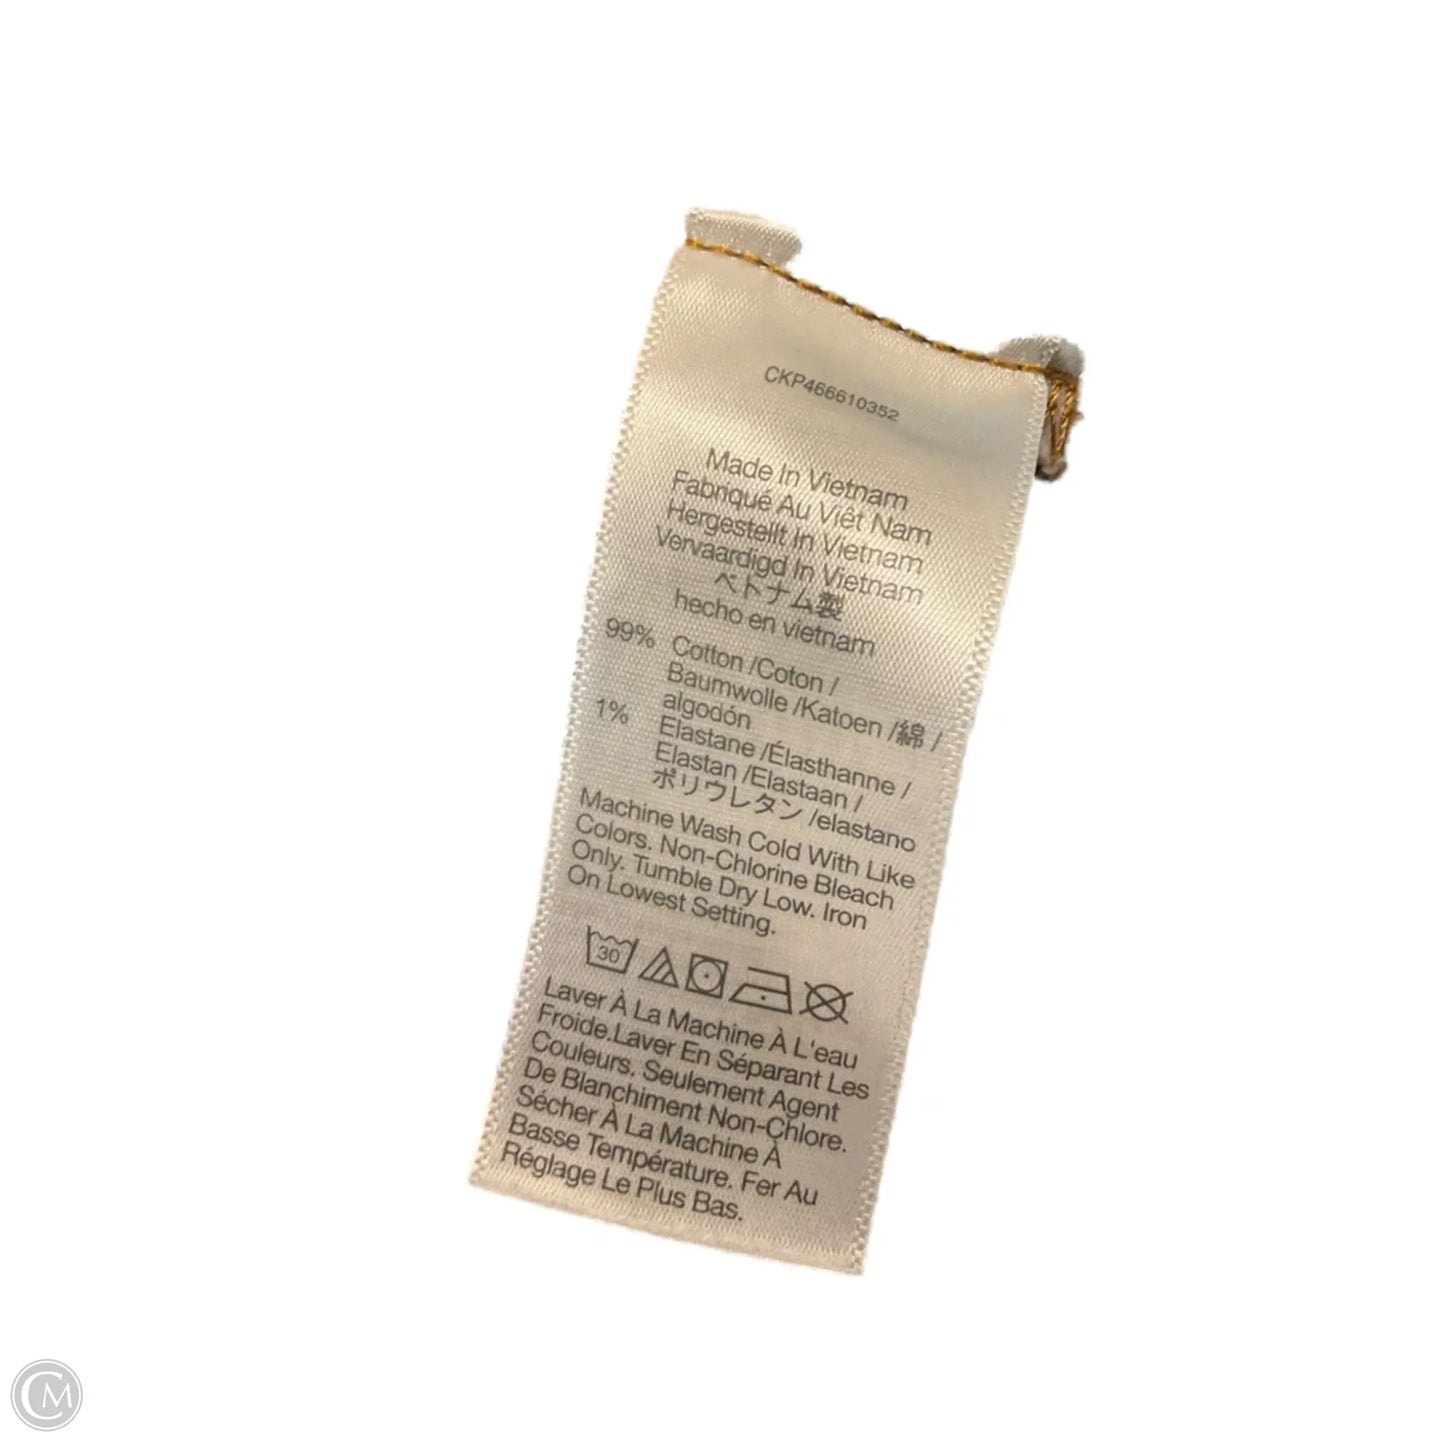 CKP466610352
Made In Vietnam
Fabriqué Au Viêt Nam
Hergestellt In Vietnam
Vervaardigd In Vietnam
ベトナム製
hecho en vietnam
99% Cotton /Coton /
Baumwolle /Katoen /綿 /
algodón
1% Elastane /Élasthanne /
Elastan /Elastaan /
ポリウレタン /elastano
Machine Wash Cold With Like
Colors. Non-Chlorine Bleach
Only. Tumble Dry Low. Iron
On Lowest Setting.
30
Laver À La Machine À L'eau
Froide.Laver En Séparant Les
Couleurs. Seulement Agent
De Blanchiment Non-Chlore.
Sécher À La Machine À
Basse Température. Fer Au
Réglage Le Plus Bas.
CM